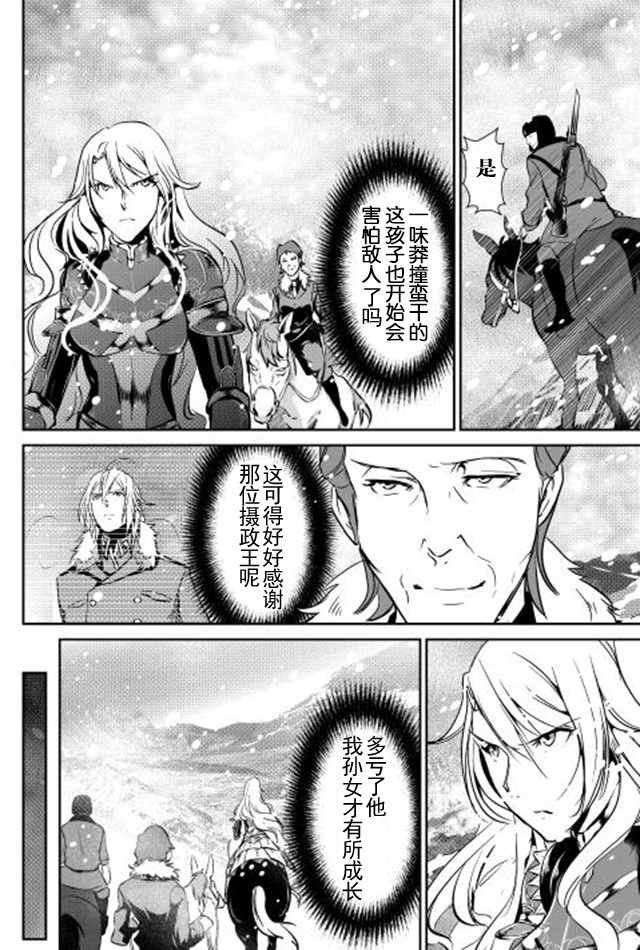 是
一味莽撞蛮干的
这孩子也开始会
害怕敌人了吗
这可得好好感谢
那位摄政王呢
多亏了他
我孙女才有所成长